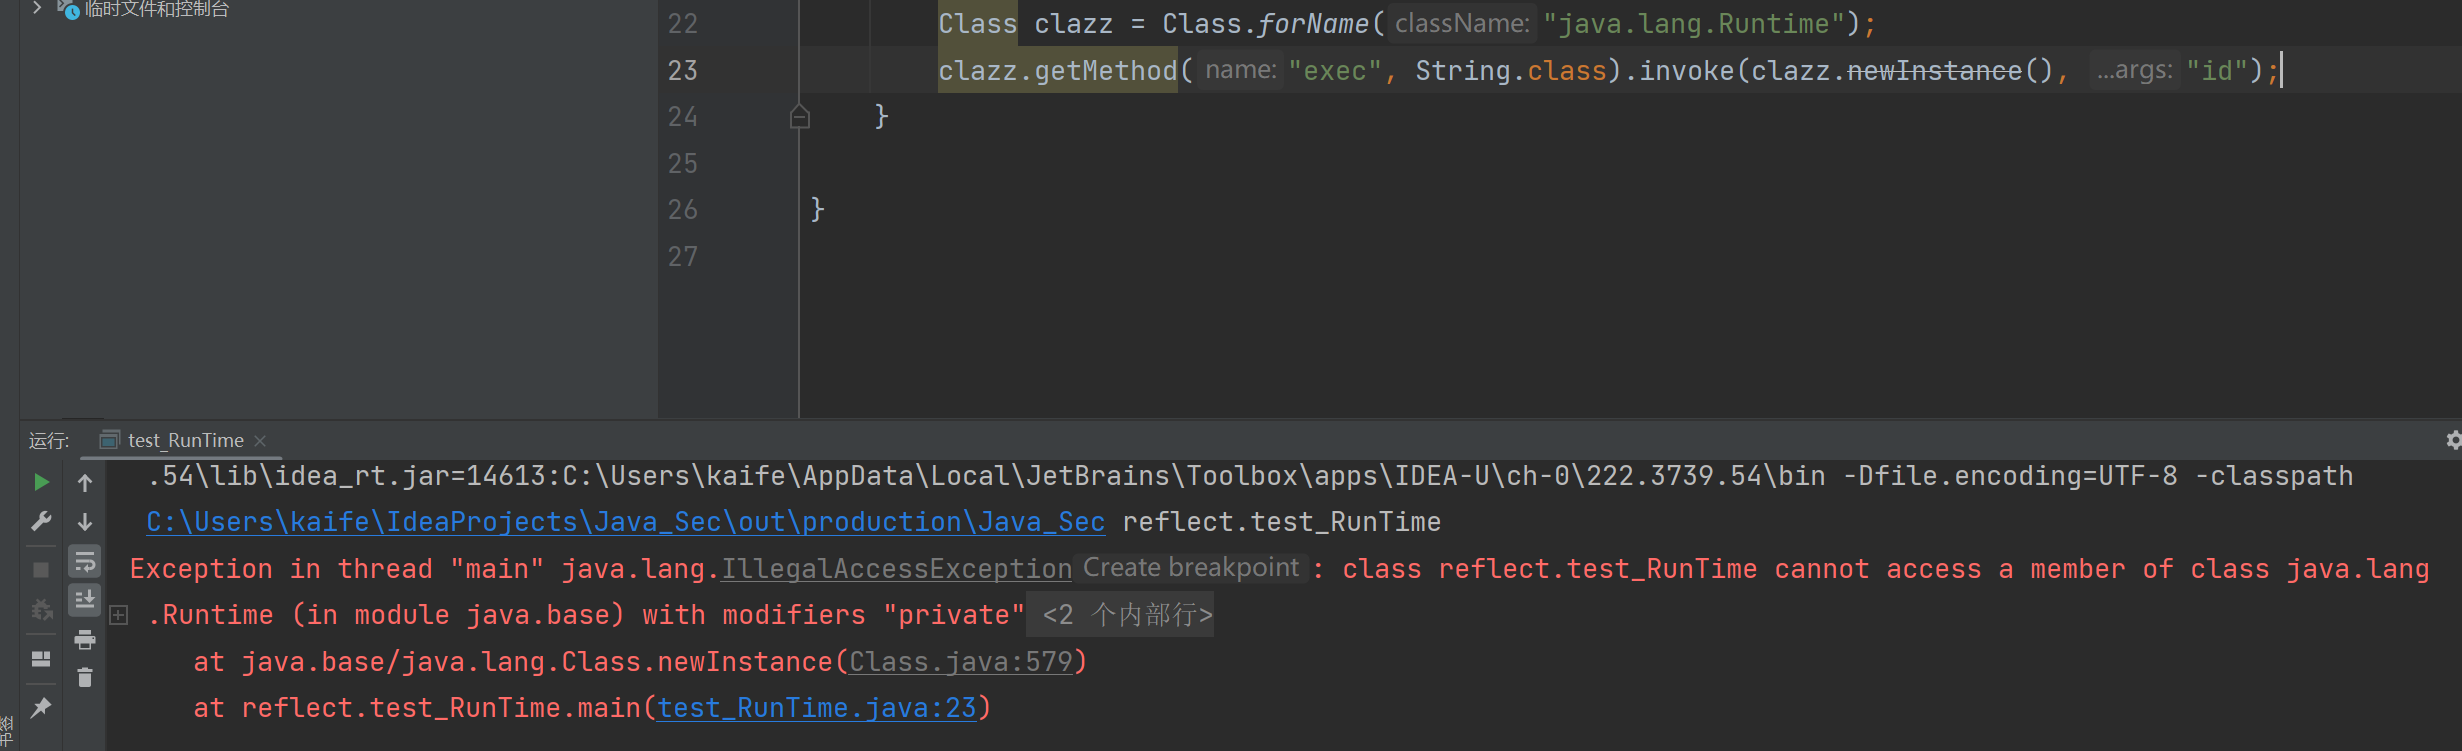 临时文件和控制台
22 Class clazz = Class.forName( className: "java.lang.Runtime");
23 clazz.getMethod( name: "exec", String.class).invoke(clazz.newInstance(), ...args: "id");
24 }
25
26 }
27
运行: test_RunTime
.54\lib\idea_rt.jar=14613:C:\Users\kaife\AppData\Local\JetBrains\Toolbox\apps\IDEA-U\ch-0\222.3739.54\bin -Dfile.encoding=UTF-8 -classpath
C:\Users\kaife\IdeaProjects\Java_Sec\out\production\Java_Sec reflect.test_RunTime
Exception in thread "main" java.lang.IllegalAccessException Create breakpoint : class reflect.test_RunTime cannot access a member of class java.lang
.Runtime (in module java.base) with modifiers "private" <2 个内部行>
at java.base/java.lang.Class.newInstance(Class.java:579)
at reflect.test_RunTime.main(test_RunTime.java:23)